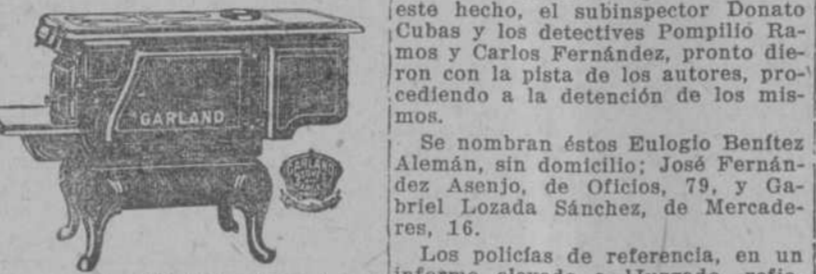 GARLAND
GARLAND
este hecho, el subinspector Donato
Cubas y los detectives Pompilio Ra-
mos y Carlos Fernández, pronto die-
ron con la pista de los autores, pro-
cediendo a la detención de los mis-
mos.
Se nombran éstos Eulogio Benítez
Alemán, sin domicilio; José Fernán-
dez Asenjo, de Oficios, 79, y Ga-
briel Lozada Sánchez, de Mercade-
res, 16.
Los policías de referencia, en un